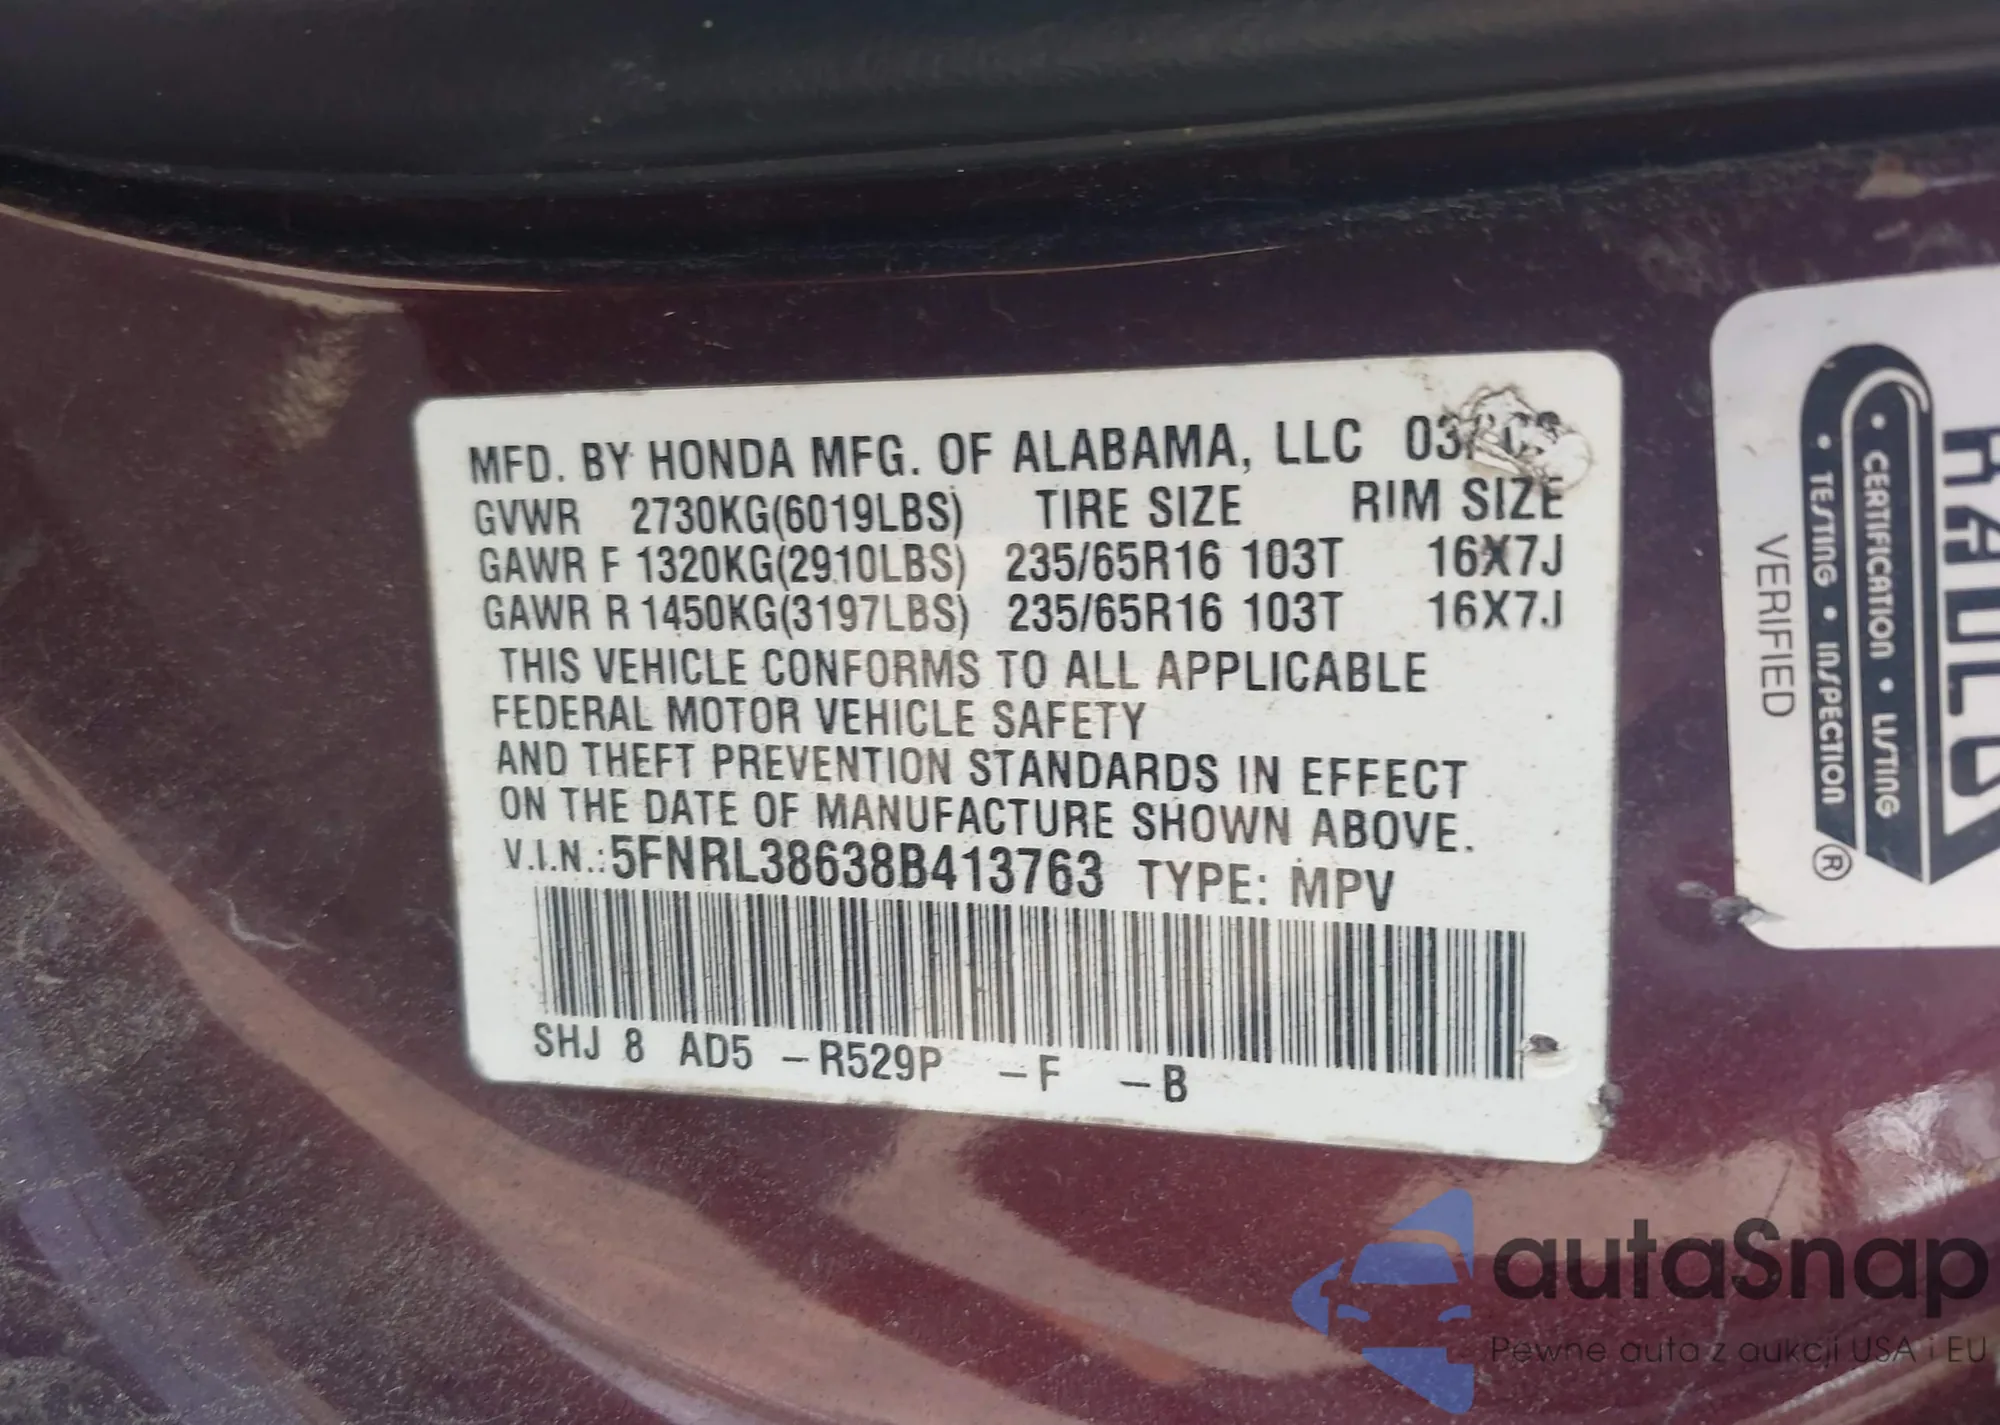 MFD. BY HONDA MFG. OF ALABAMA, LLC 03/08
GVWR 2730KG(6019LBS) TIRE SIZE RIM SIZE
GAWR F 1320KG(2910LBS) 235/65R16 103T 16X7J
GAWR R 1450KG(3197LBS) 235/65R16 103T 16X7J
THIS VEHICLE CONFORMS TO ALL APPLICABLE
FEDERAL MOTOR VEHICLE SAFETY
AND THEFT PREVENTION STANDARDS IN EFFECT
ON THE DATE OF MANUFACTURE SHOWN ABOVE.
V.I.N.: 5FNRL38638B413763 TYPE: MPV
SHJ 8 AD5 -R529P -F -B
VERIFIED
• TESTING • INSPECTION
• CERTIFICATION • LISTING
®
autaSnap
Pewne auta z aukcji USA i EU